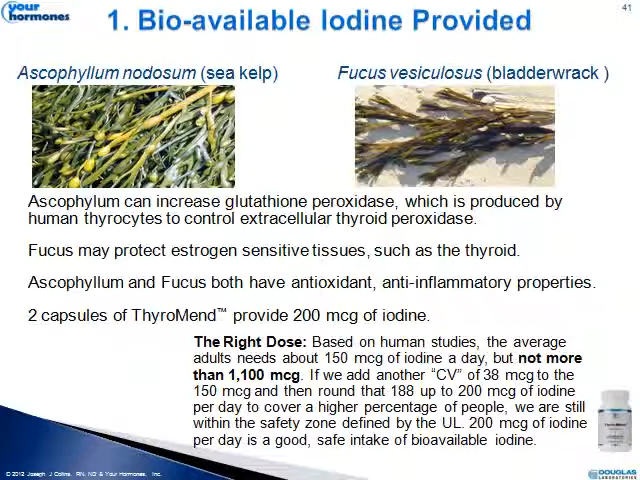 your
hormones
1. Bio-available Iodine Provided
41
Ascophyllum nodosum (sea kelp)
Fucus vesiculosus (bladderwrack )
Ascophylum can increase glutathione peroxidase, which is produced by
human thyrocytes to control extracellular thyroid peroxidase.
Fucus may protect estrogen sensitive tissues, such as the thyroid.
Ascophyllum and Fucus both have antioxidant, anti-inflammatory properties.
2 capsules of ThyroMend™ provide 200 mcg of iodine.
The Right Dose: Based on human studies, the average
adults needs about 150 mcg of iodine a day, but not more
than 1,100 mcg. If we add another “CV” of 38 mcg to the
150 mcg and then round that 188 up to 200 mcg of iodine
per day to cover a higher percentage of people, we are still
within the safety zone defined by the UL. 200 mcg of iodine
per day is a good, safe intake of bioavailable iodine.
© 2012 Joseph J Collins, RN, ND & Your Hormones, Inc.
DOUGLAS
LABORATORIES